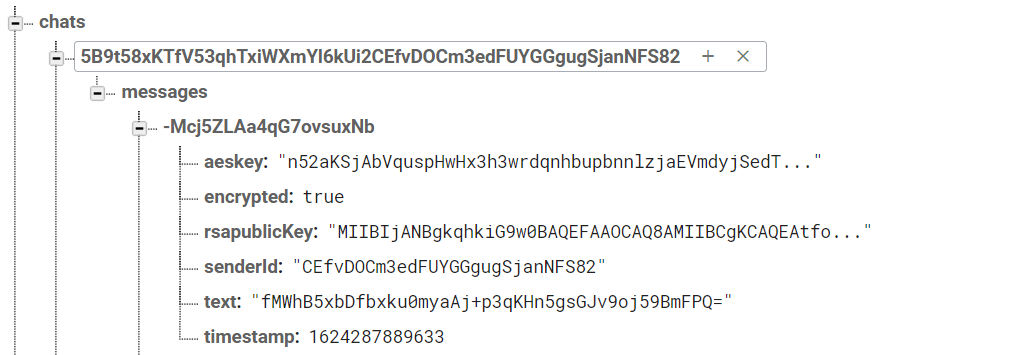 chats
5B9t58xKTfV53qhTxiWXmYl6kUi2CEfvDOCm3edFUYGGgugSjanNFS82 + ×
messages
-Mcj5ZLAa4qG7ovsuxNb
aeskey: "n52aKSjAbVquspHwHx3h3wrdqnhbupbnnlzjaEVmdyjSedT..."
encrypted: true
rsapublicKey: "MIIBIjANBgkqhkiG9w0BAQEFAAOCAQ8AMIIBCgKCAQEAtfo..."
senderId: "CEfvDOCm3edFUYGGgugSjanNFS82"
text: "fMWhB5xbDfbxku0myaAj+p3qKHn5gsGJv9oj59BmFPQ="
timestamp: 1624287889633